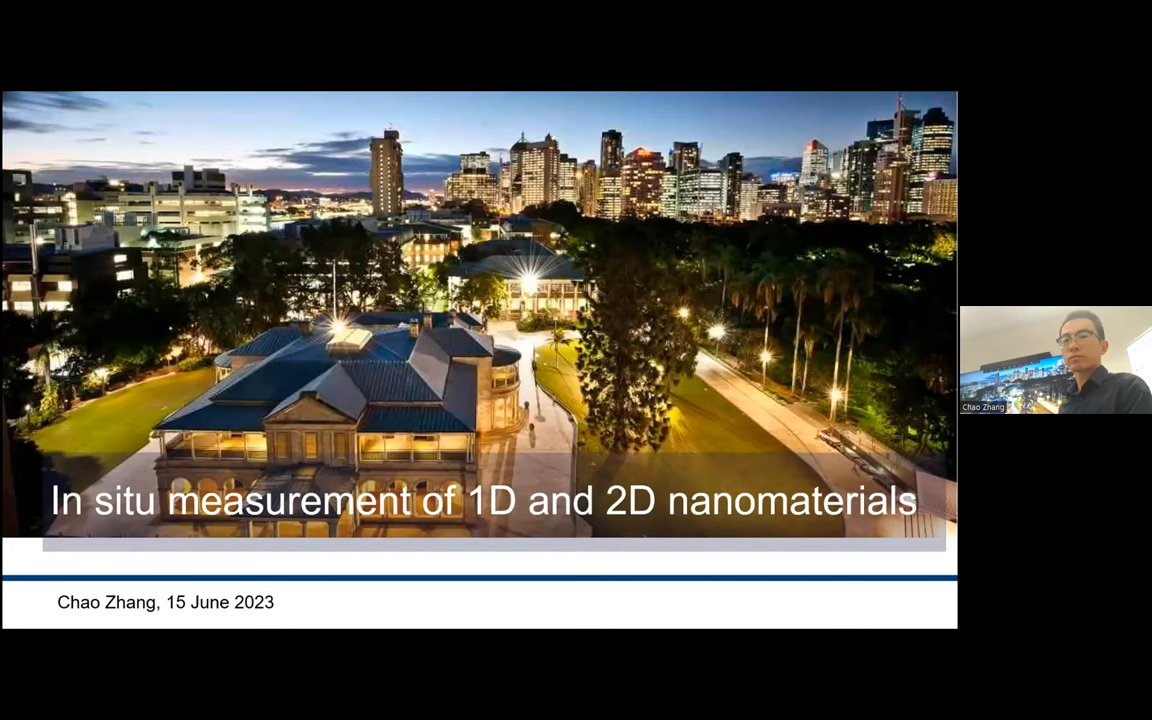 In situ measurement of 1D and 2D nanomaterials
Chao Zhang, 15 June 2023
Chao Zhang